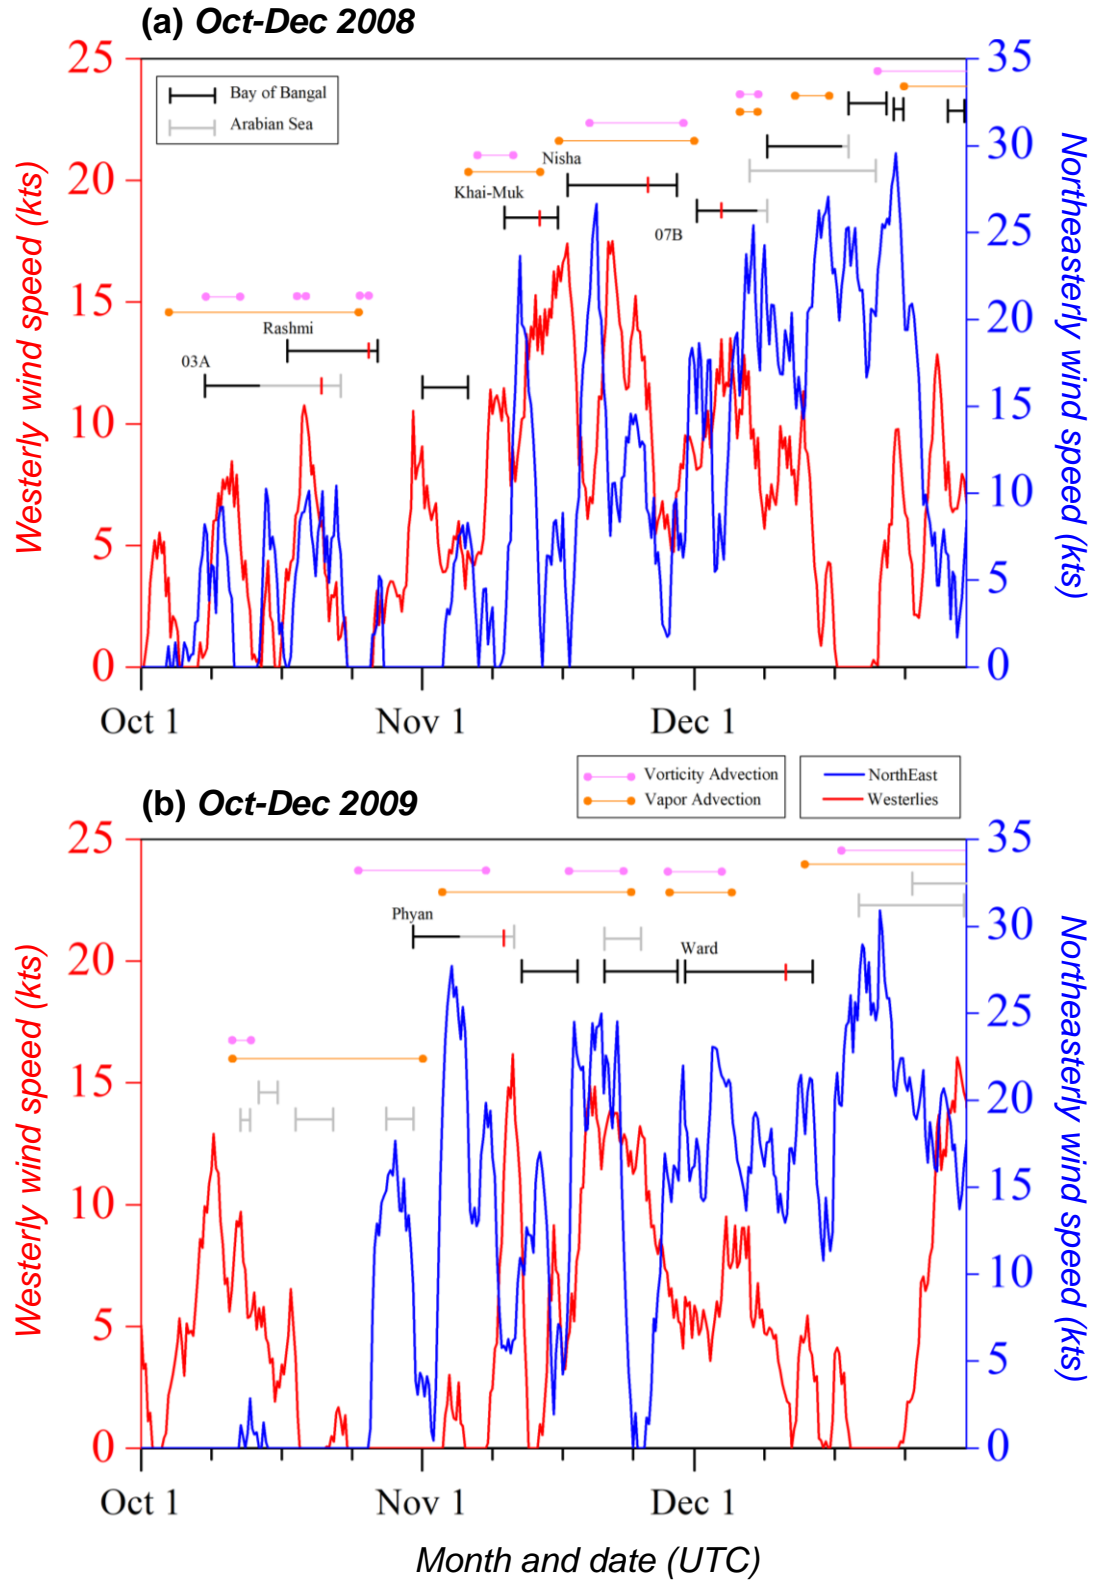 (a) Oct-Dec 2008
25
20
15
10
5
0
Westerly wind speed (kts)
35
30
25
20
15
10
5
0
Northeasterly wind speed (kts)
Bay of Bangal
Arabian Sea
Nisha
Khai-Muk
07B
Rashmi
03A
Oct 1
Nov 1
Dec 1
Vorticity Advection
Vapor Advection
NorthEast
Westerlies
(b) Oct-Dec 2009
25
20
15
10
5
0
Westerly wind speed (kts)
35
30
25
20
15
10
5
0
Northeasterly wind speed (kts)
Phyan
Ward
Oct 1
Nov 1
Dec 1
Month and date (UTC)